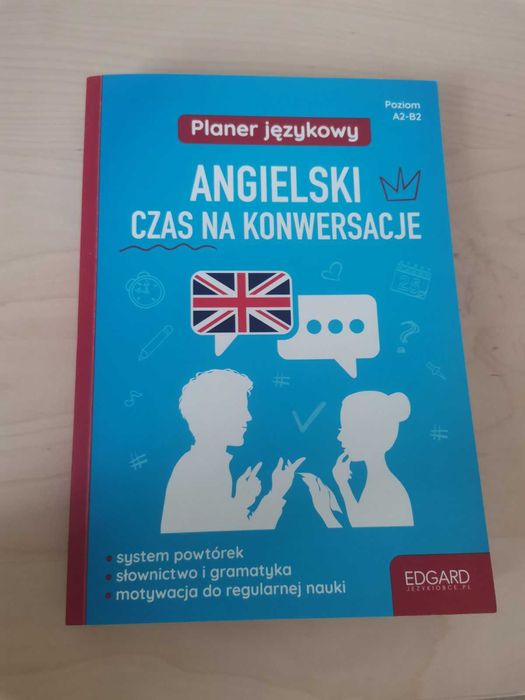 Poziom
A2-B2
Planer językowy
ANGIELSKI
CZAS NA KONWERSACJE
• system powtórek
• słownictwo i gramatyka
• motywacja do regularnej nauki
EDGARD
JEZYKIOBCE.PL